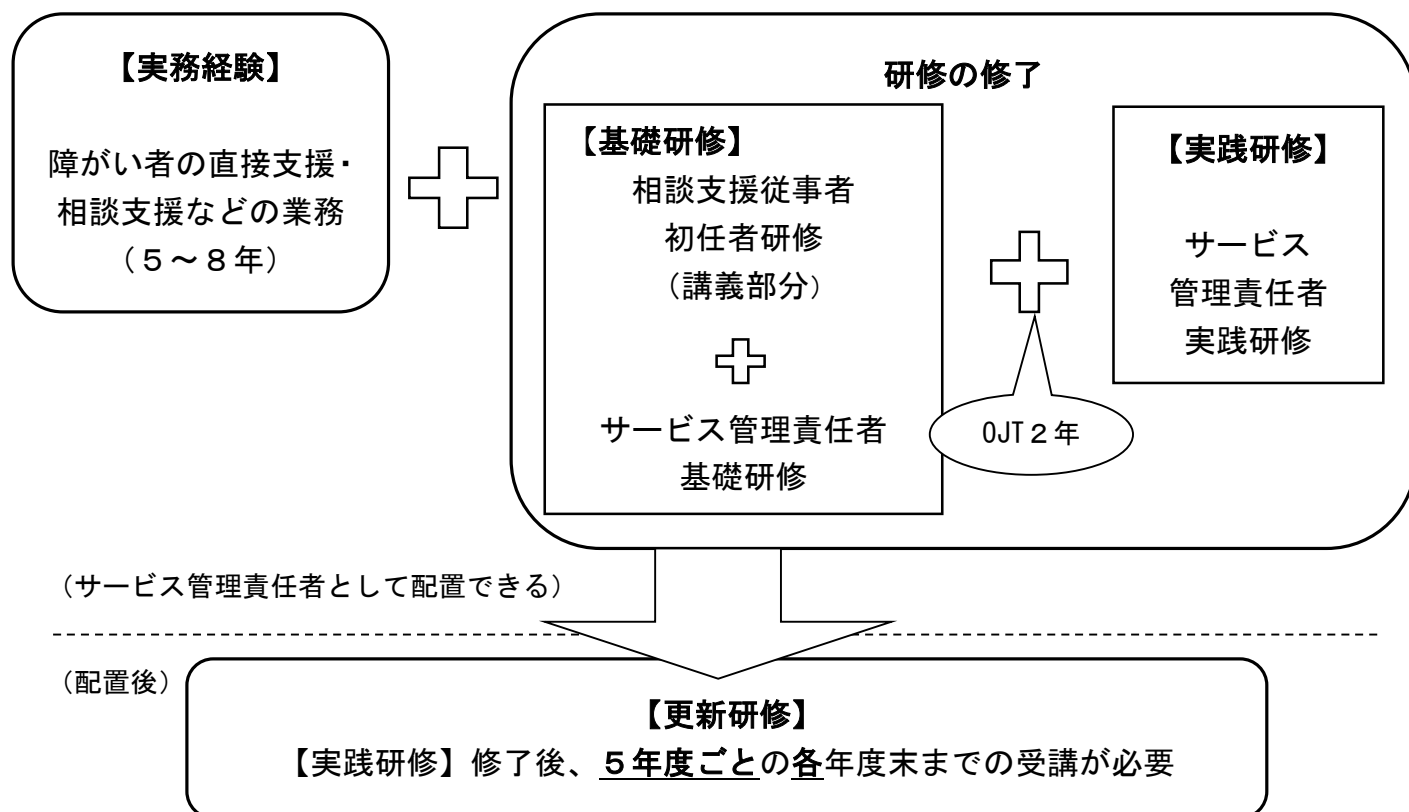 【実務経験】
障がい者の直接支援・
相談支援などの業務
（５～８年）
研修の修了
【基礎研修】
相談支援従事者
初任者研修
（講義部分）
サービス管理責任者
基礎研修
OJT２年
【実践研修】
サービス
管理責任者
実践研修
（サービス管理責任者として配置できる）
（配置後）
【更新研修】
【実践研修】修了後、５年度ごとの各年度末までの受講が必要